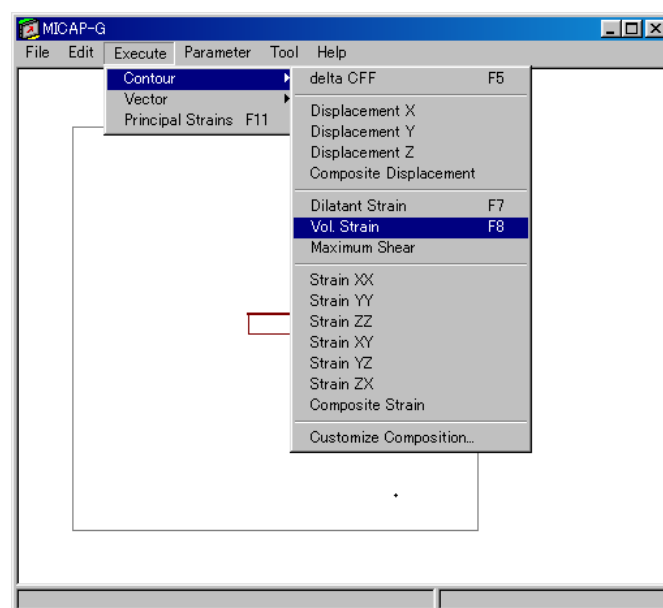 MICAP-G
File Edit Execute Parameter Tool Help
Contour
Vector
Principal Strains F11
delta CFF F5
Displacement X
Displacement Y
Displacement Z
Composite Displacement
Dilatant Strain F7
Vol. Strain F8
Maximum Shear
Strain XX
Strain YY
Strain ZZ
Strain XY
Strain YZ
Strain ZX
Composite Strain
Customize Composition...